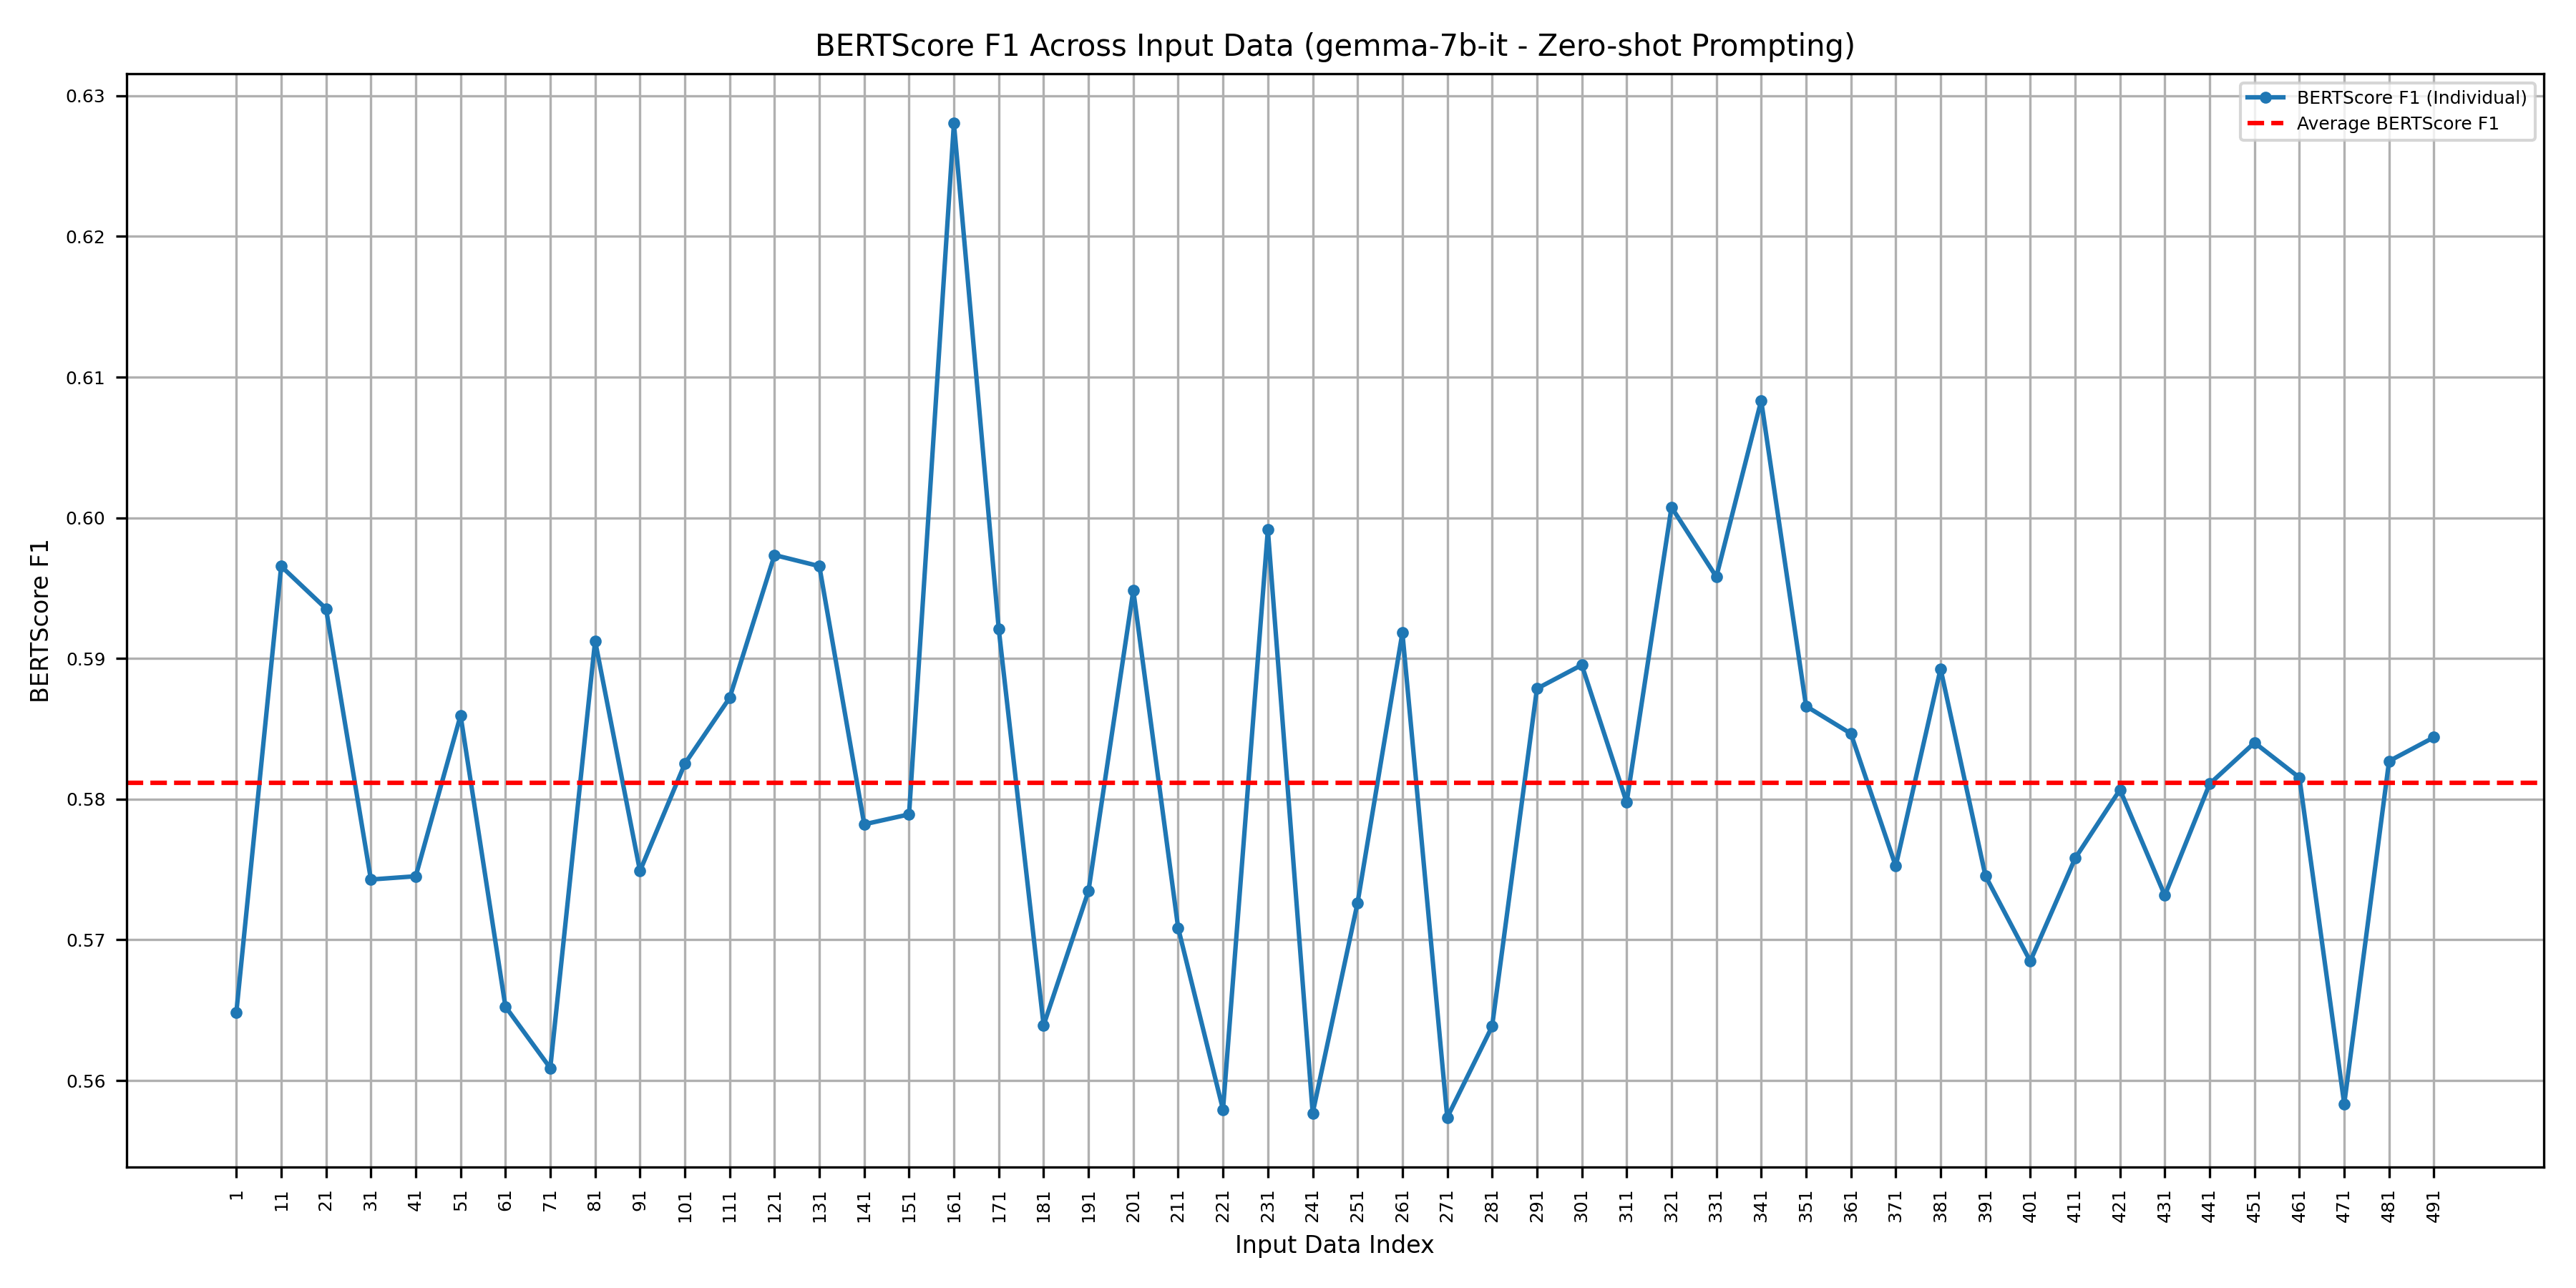 BERTScore F1 Across Input Data (gemma-7b-it - Zero-shot Prompting)
BERTScore F1 (Individual)
Average BERTScore F1
0.63
0.62
0.61
0.60
0.59
0.58
0.57
0.56
BERTScore F1
1 11 21 31 41 51 61 71 81 91 101 111 121 131 141 151 161 171 181 191 201 211 221 231 241 251 261 271 281 291 301 311 321 331 341 351 361 371 381 391 401 411 421 431 441 451 461 471 481 491
Input Data Index